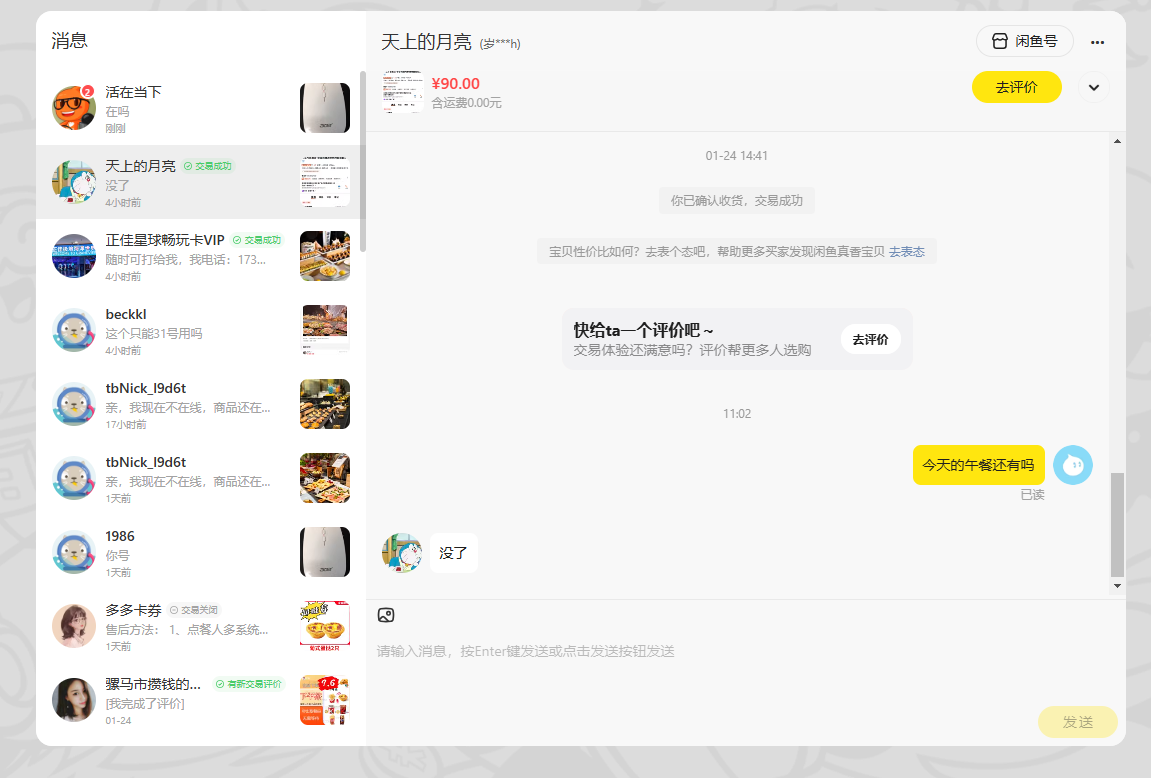 消息
2
活在当下
在吗
刚刚
天上的月亮 交易成功
没了
4小时前
正佳星球畅玩卡VIP 交易成功
随时可打给我，我电话：173...
4小时前
beckkl
这个只能31号用吗
4小时前
tbNick_l9d6t
亲，我现在不在线，商品还在...
17小时前
tbNick_l9d6t
亲，我现在不在线，商品还在...
1天前
1986
你号
1天前
多多卡券 交易关闭
售后方法： 1、点餐人多系统...
1天前
骡马市攒钱的... 有新交易评价
[我完成了评价]
01-24
7.6
天上的月亮 (岁***h)
闲鱼号
¥90.00
含运费0.00元
去评价
01-24 14:41
你已确认收货，交易成功
宝贝性价比如何？去表个态吧，帮助更多买家发现闲鱼真香宝贝 去表态
快给ta一个评价吧～
交易体验还满意吗？评价帮更多人选购
去评价
11:02
今天的午餐还有吗
已读
没了
请输入消息，按Enter键发送或点击发送按钮发送
发送